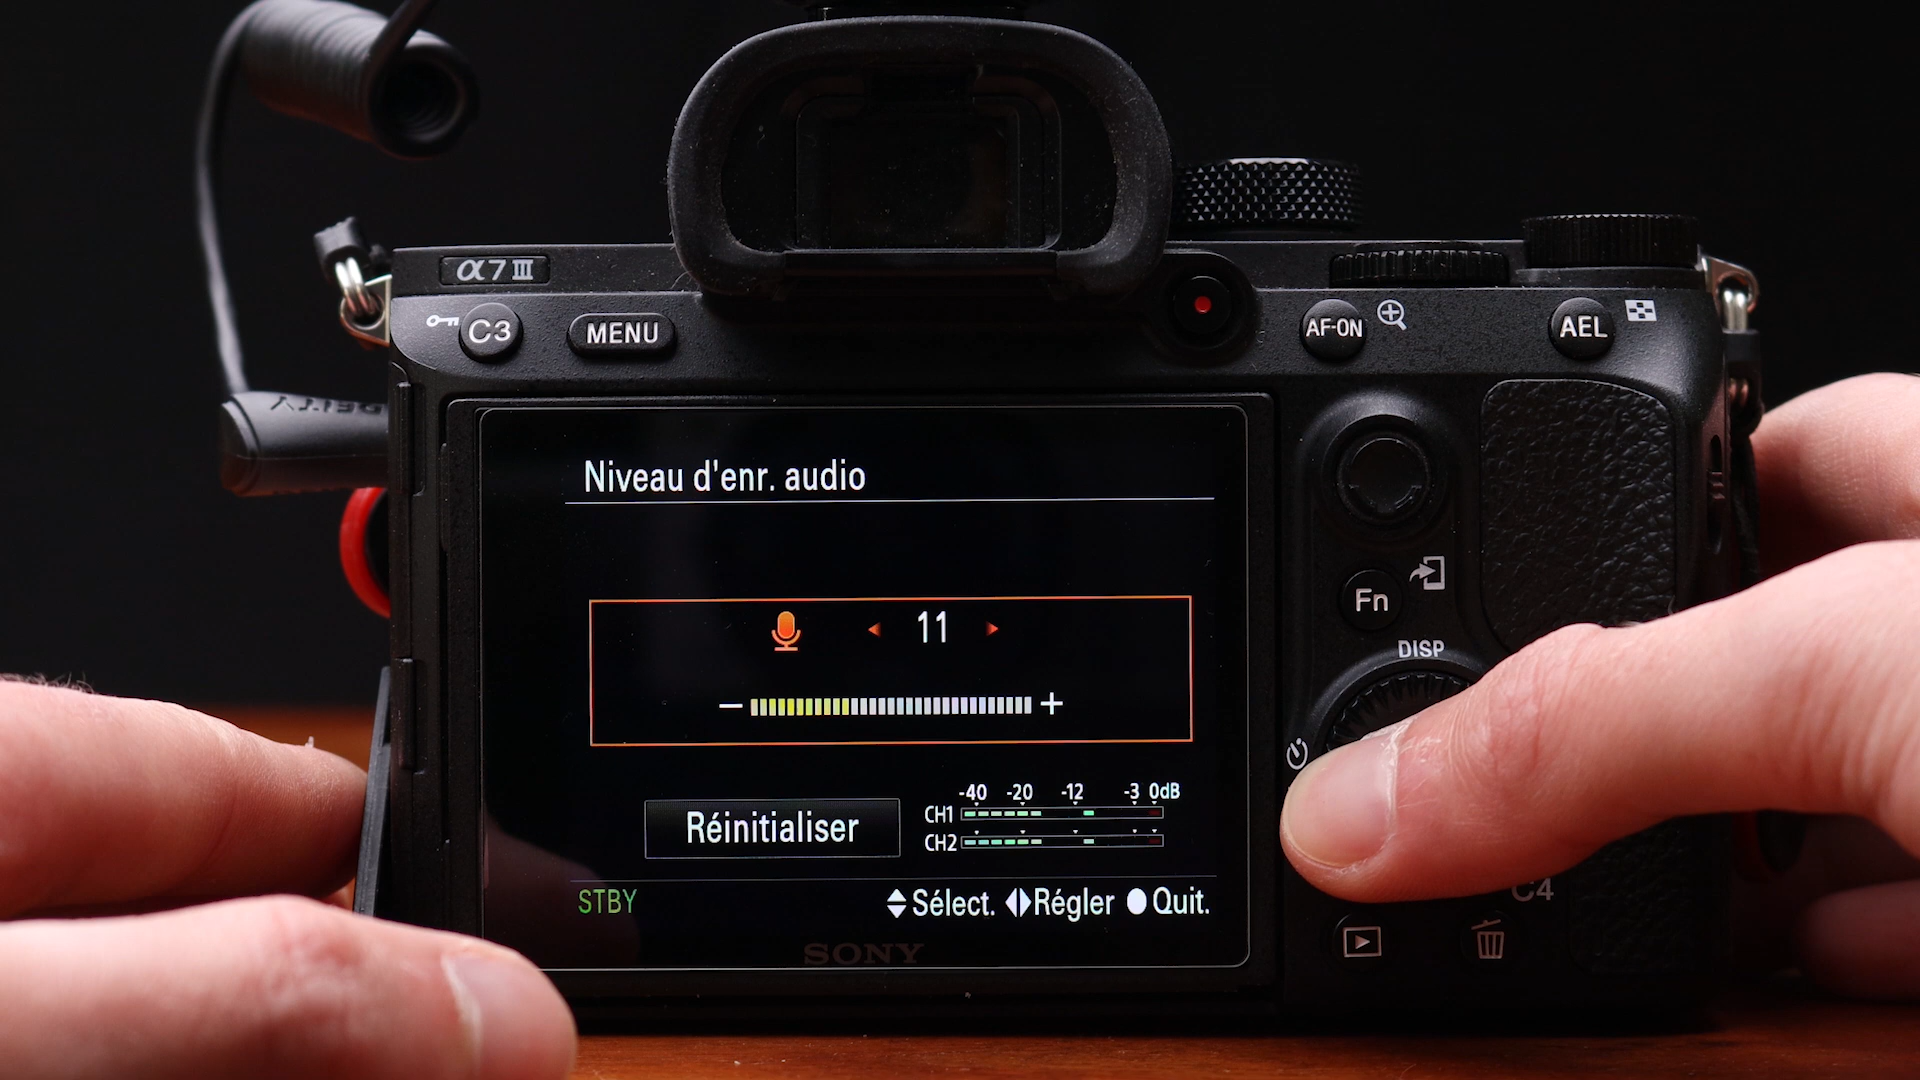 α7III
C3
MENU
AF-ON
AEL
DEITY
Niveau d'enr. audio
11
Fn
DISP
-40 -20 -12 -3 0dB
CH1
CH2
Réinitialiser
STBY
Sélect. Régler Quit.
C4
SONY